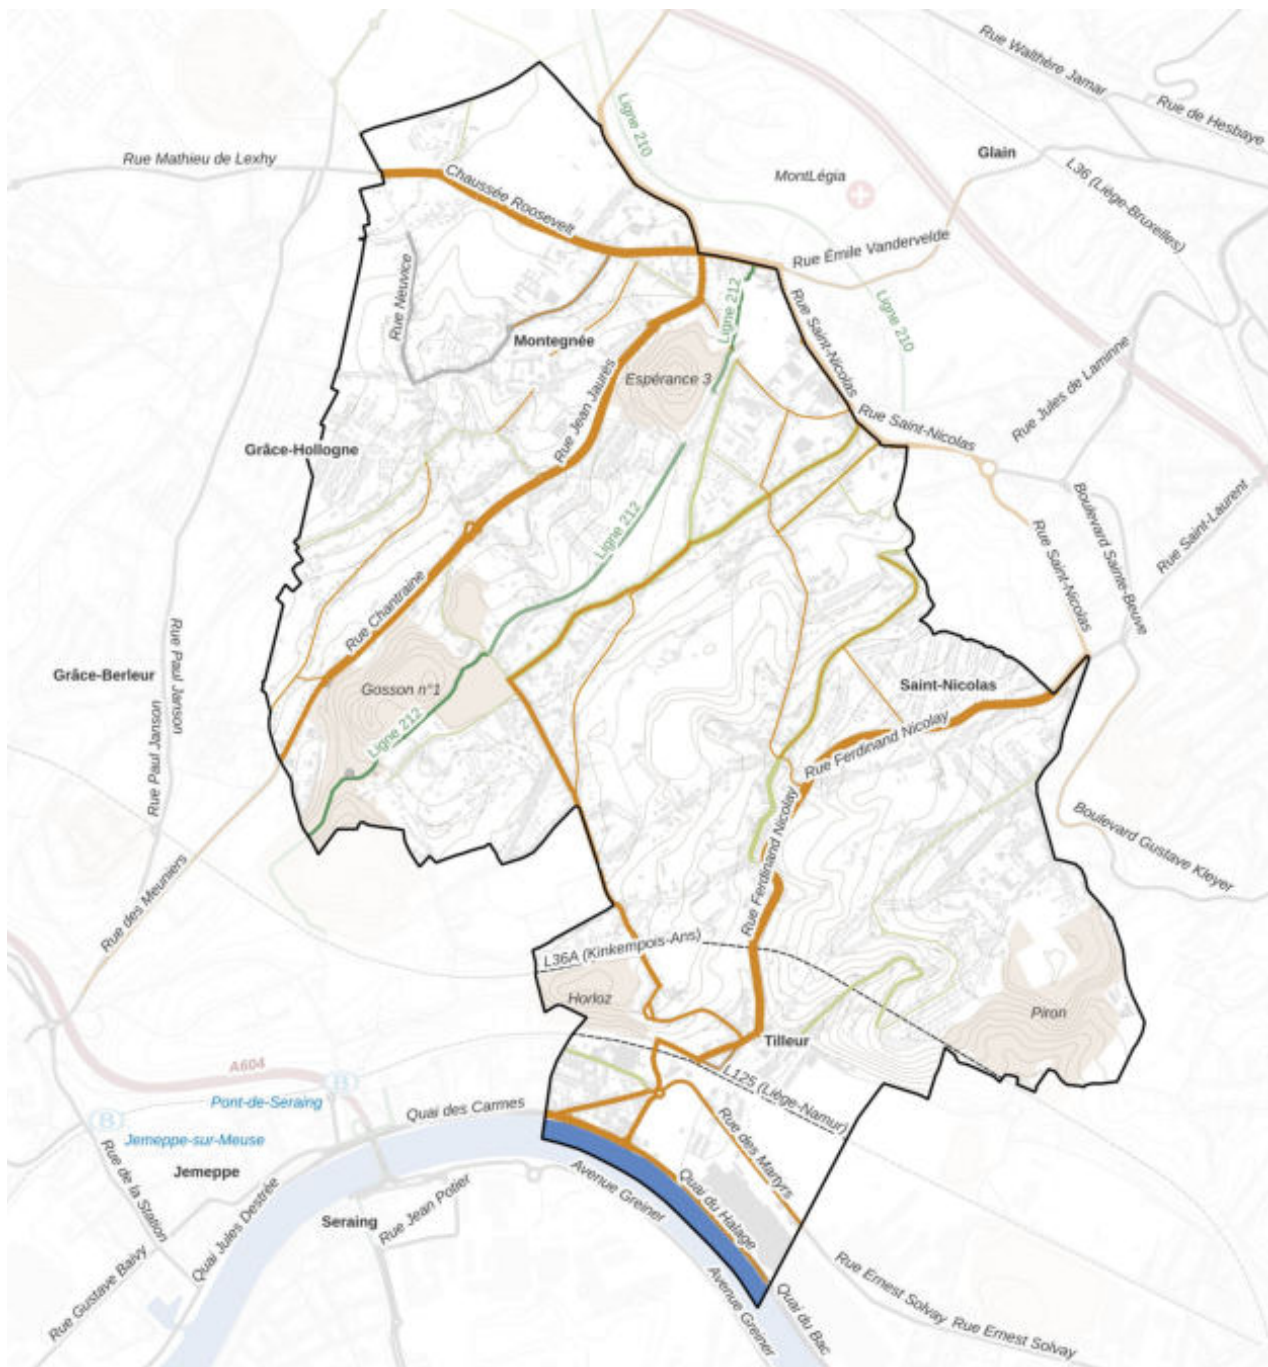 Rue Walthère Jamar
Rue de Hesbaye
Ligne 210
Glain
L36 (Liège-Bruxelles)
Rue Mathieu de Lexhy
MontLégia
Chaussée Roosevelt
Rue Émile Vandervelde
Rue Neuvice
Ligne 212
Ligne 210
Rue Saint-Nicolas
Montegnée
Espérance 3
Rue Jules de Laminne
Rue Jean Jaurès
Rue Saint-Nicolas
Grâce-Hollogne
Boulevard Sainte-Beuve
Rue Saint-Laurent
Ligne 212
Rue Saint-Nicolas
Rue Chantraine
Rue Paul Janson
Grâce-Berleur
Gosson n°1
Saint-Nicolas
Ligne 212
Rue Paul Janson
Rue Ferdinand Nicolay
Rue Ferdinand Nicolay
Boulevard Gustave Kleyer
Rue des Meuniers
L36A (Kinkempois-Ans)
Horloz
Piron
Tilleur
A604
B
L125 (Liège-Namur)
Pont-de-Seraing
Quai des Carmes
B
Jemeppe-sur-Meuse
Rue des Martyrs
Jemeppe
Rue de la Station
Avenue Greiner
Quai du Halage
Quai Jules Destrée
Seraing
Rue Jean Potier
Rue Gustave Baivy
Avenue Greiner
Quai du Bac
Rue Ernest Solvay
Rue Ernest Solvay